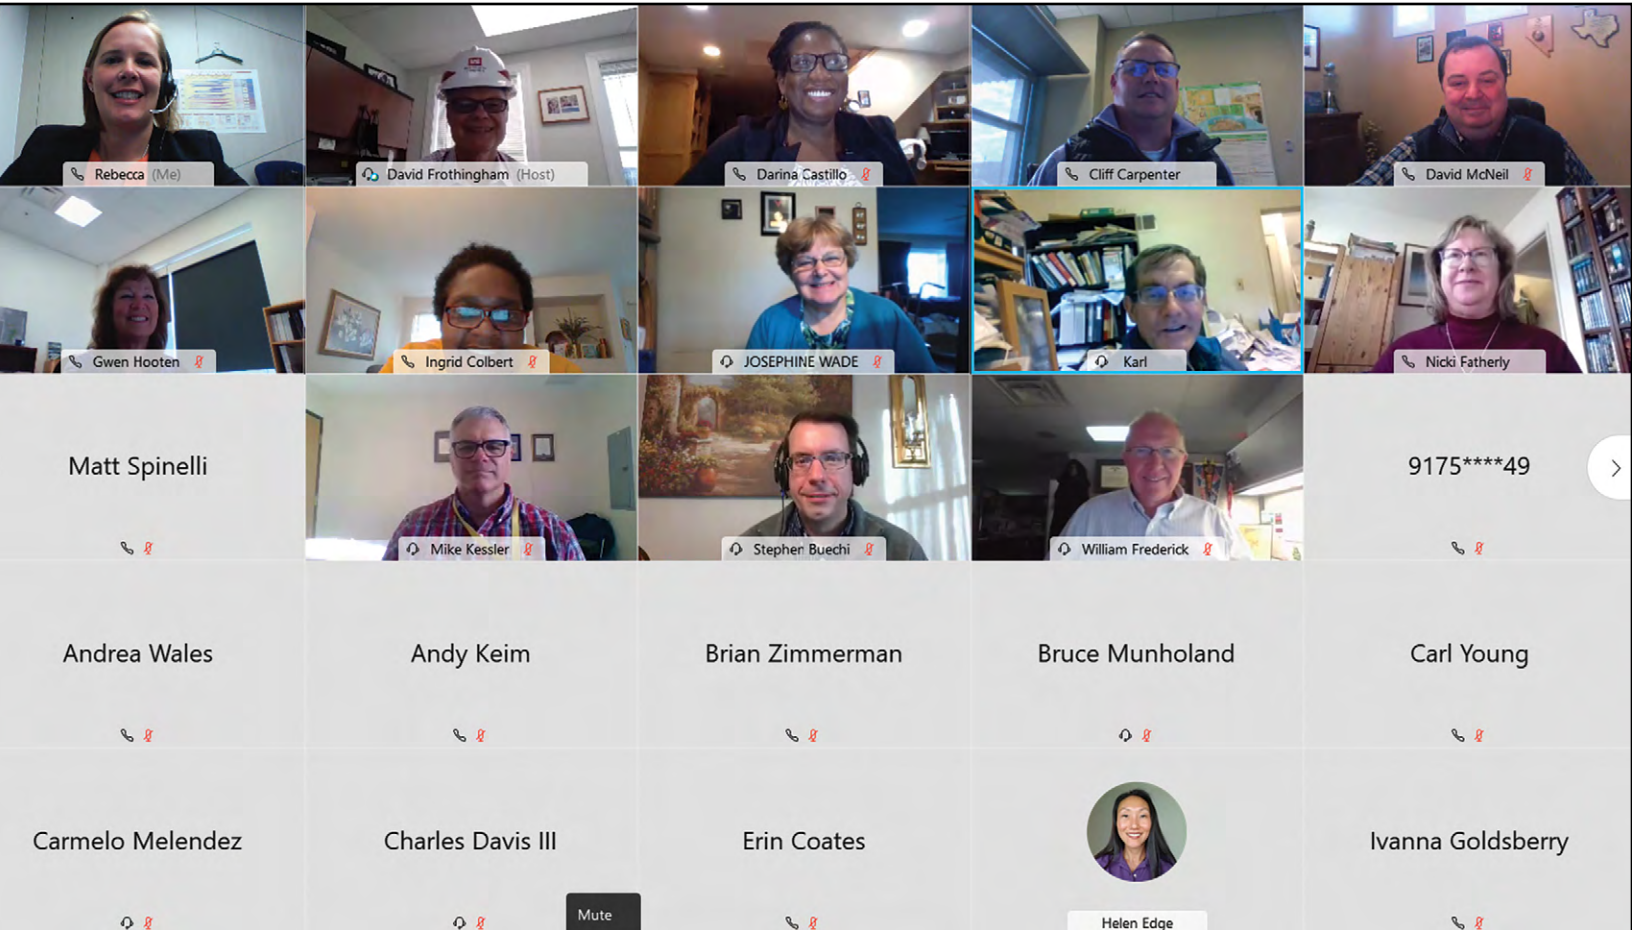 Rebecca (Me)
David Frothingham (Host)
Darina Castillo
Cliff Carpenter
David McNeil
Gwen Hooten
Ingrid Colbert
JOSEPHINE WADE
Karl
Nicki Fatherly
Matt Spinelli
Mike Kessler
Stephen Buechi
William Frederick
9175****49
Andrea Wales
Andy Keim
Brian Zimmerman
Bruce Munholand
Carl Young
Carmelo Melendez
Charles Davis III
Erin Coates
Helen Edge
Ivanna Goldsberry
Mute